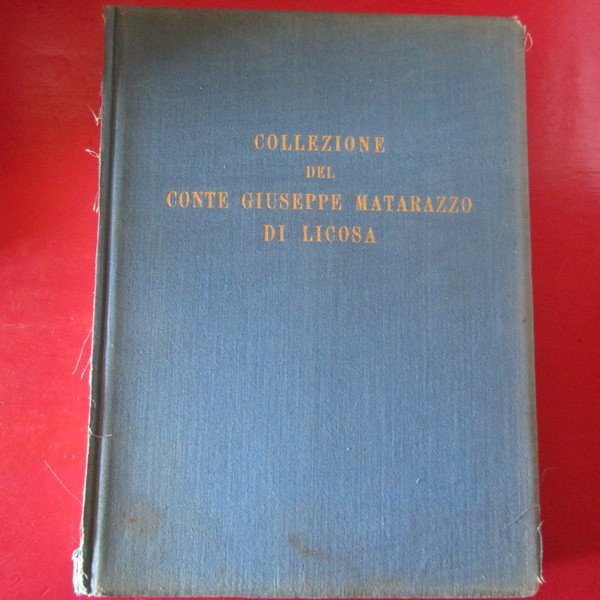 COLLEZIONE
DEL
CONTE GIUSEPPE MATARAZZO
DI LICOSA